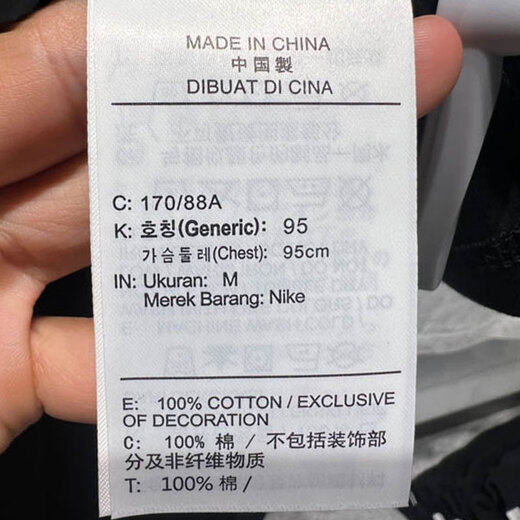 MADE IN CHINA
中国製
DIBUAT DI CINA
C: 170/88A
K: 호칭(Generic): 95
가슴둘레(Chest): 95cm
IN: Ukuran: M
Merek Barang: Nike
E: 100% COTTON / EXCLUSIVE
OF DECORATION
C: 100% 棉 / 不包括装饰部
分及非纤维物质
T: 100% 棉 /